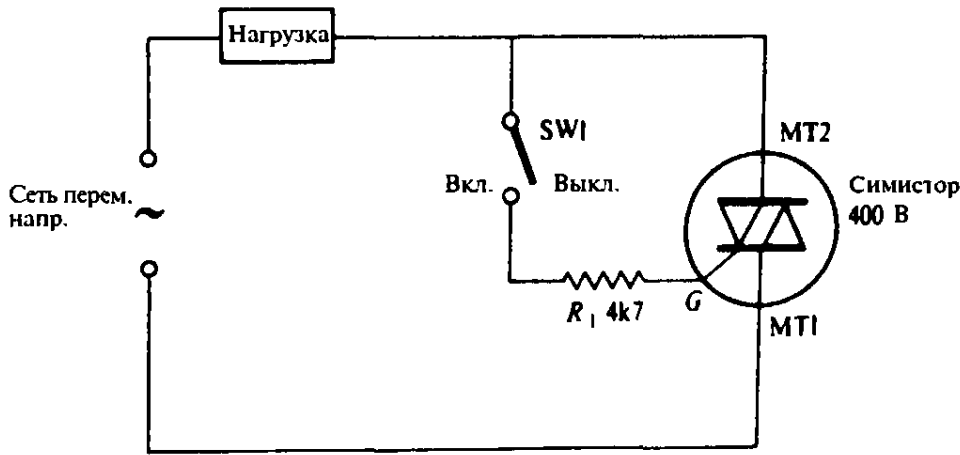 Нагрузка
SW1
MT2
Вкл.
Выкл.
Сеть перем.
напр.
~
Симистор
400 В
R1 4k7
G
MT1